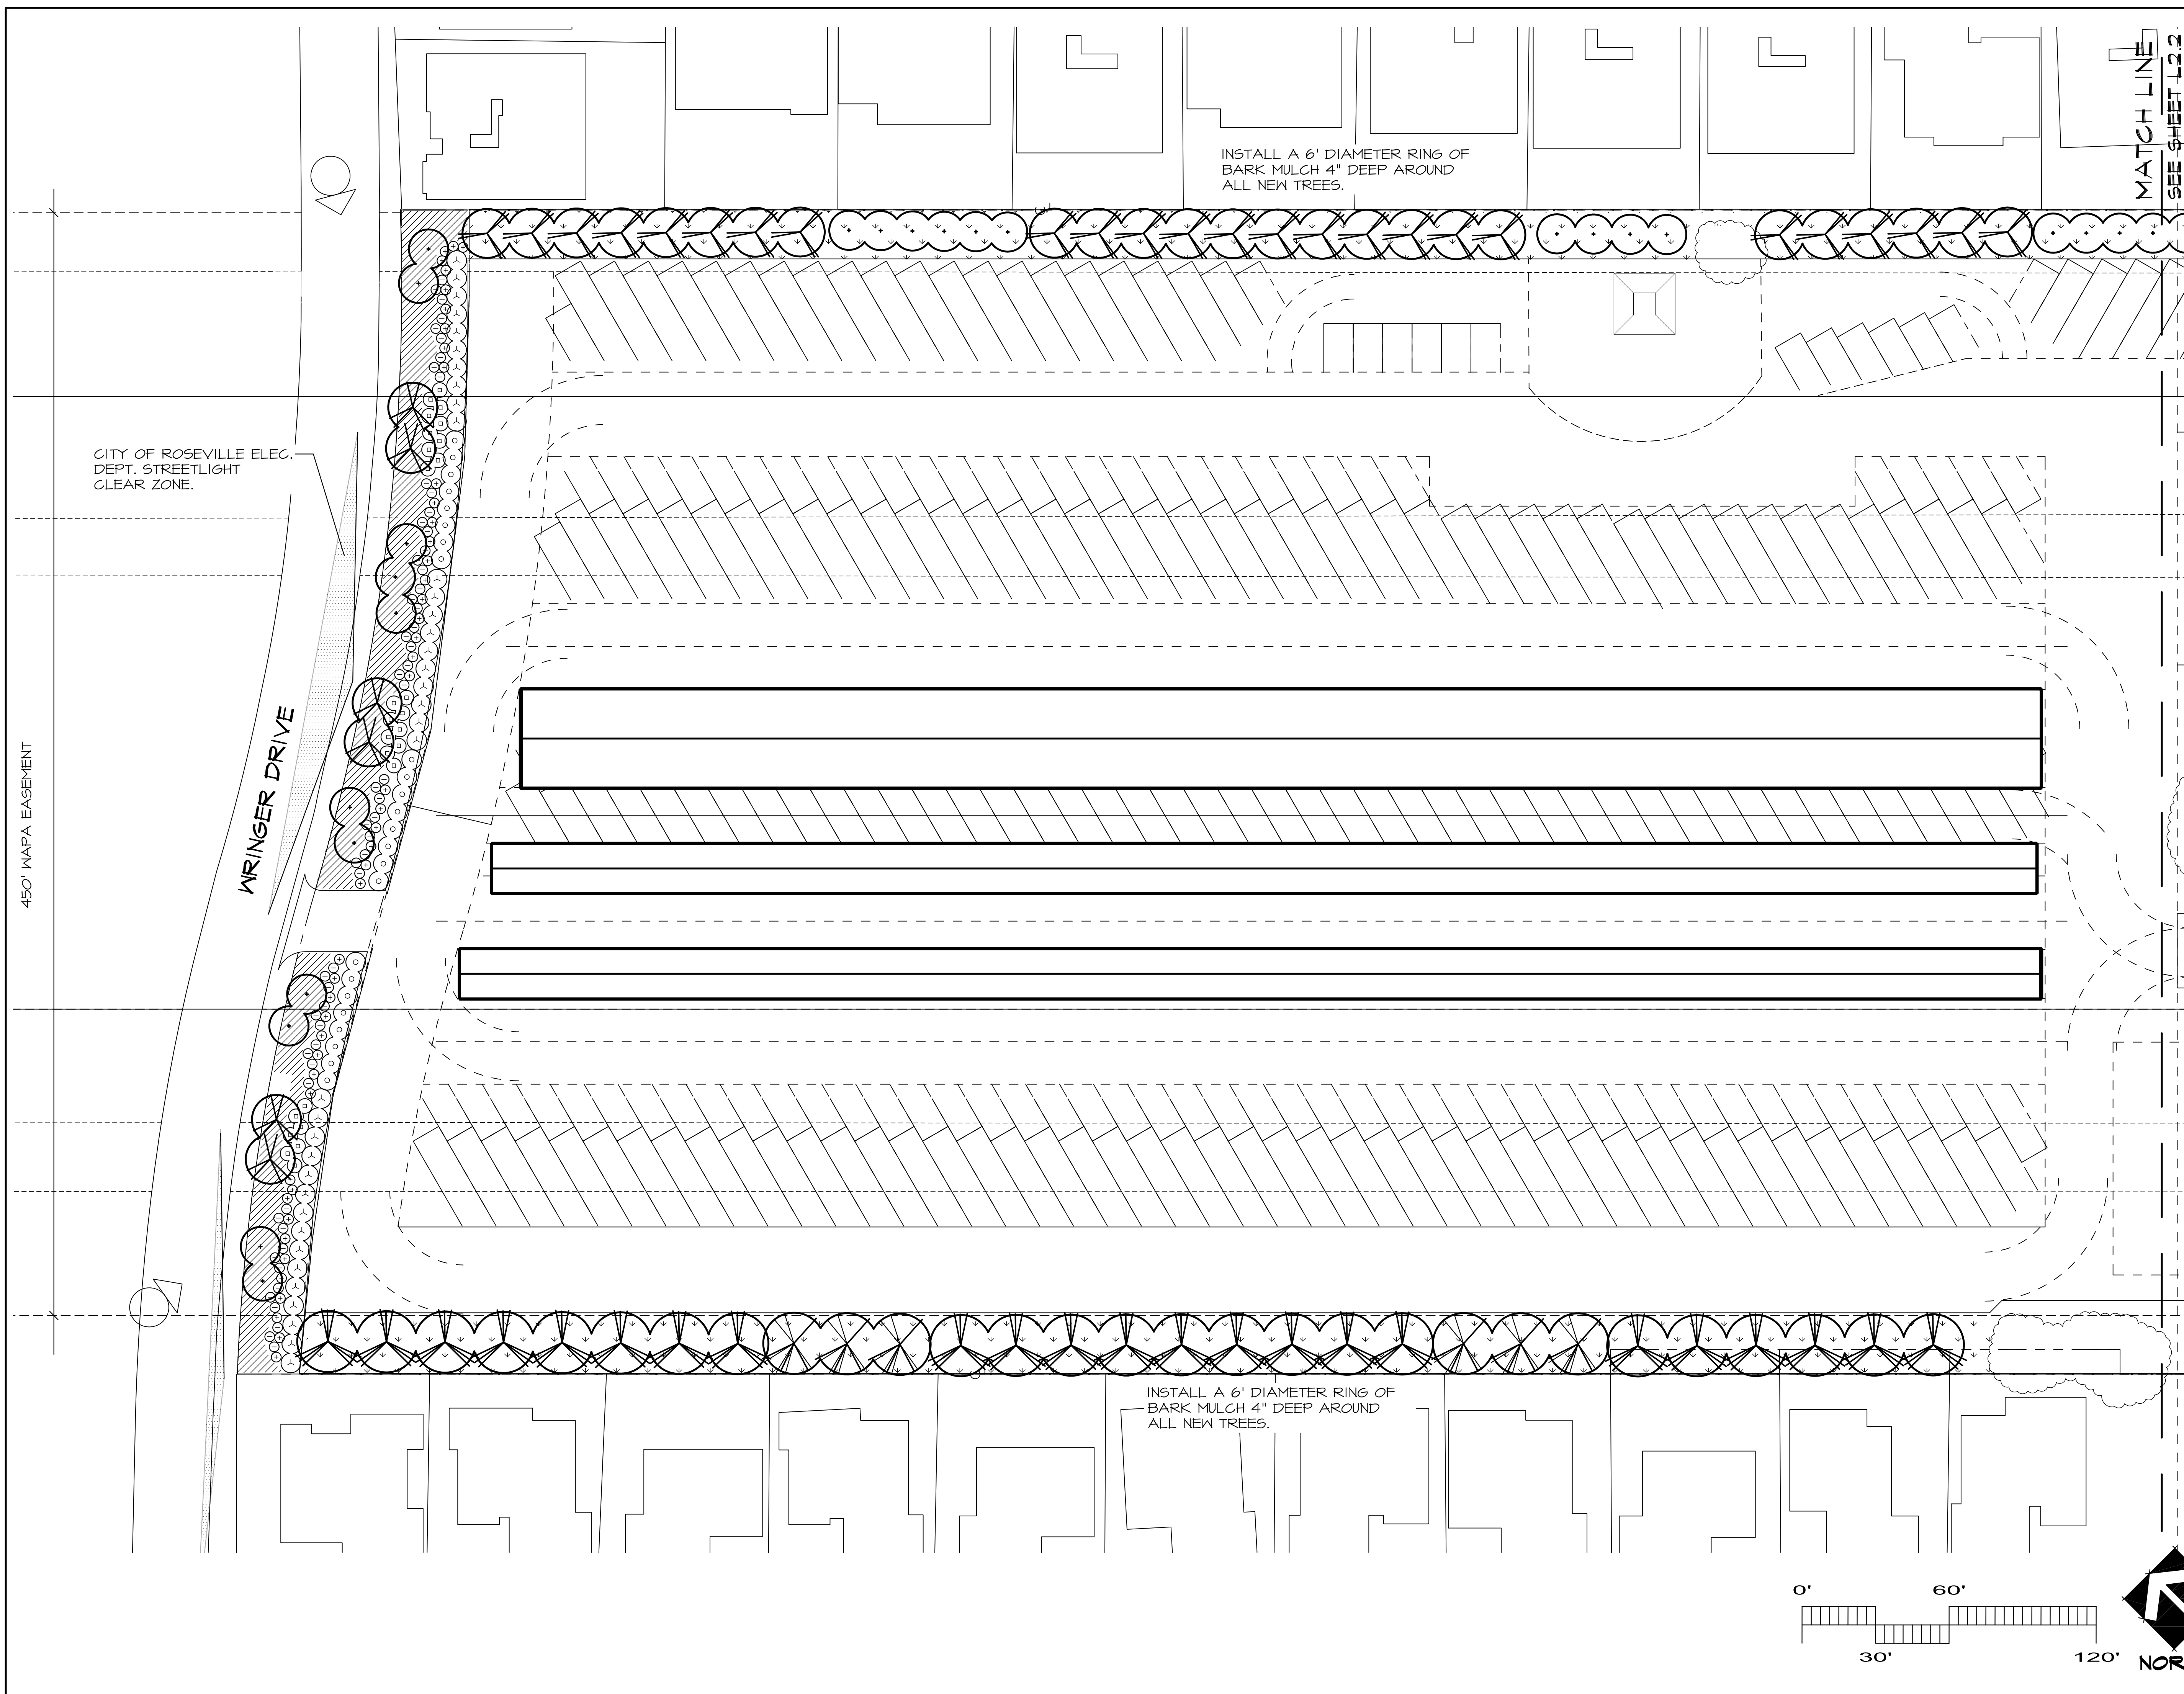 MATCH LINE
SEE SHEET L2.2
INSTALL A 6' DIAMETER RING OF
BARK MULCH 4" DEEP AROUND
ALL NEW TREES.
CITY OF ROSEVILLE ELEC.
DEPT. STREETLIGHT
CLEAR ZONE.
WRINGER DRIVE
450' WAPA EASEMENT
INSTALL A 6' DIAMETER RING OF
BARK MULCH 4" DEEP AROUND
ALL NEW TREES.
0' 60'
30' 120'
NOR